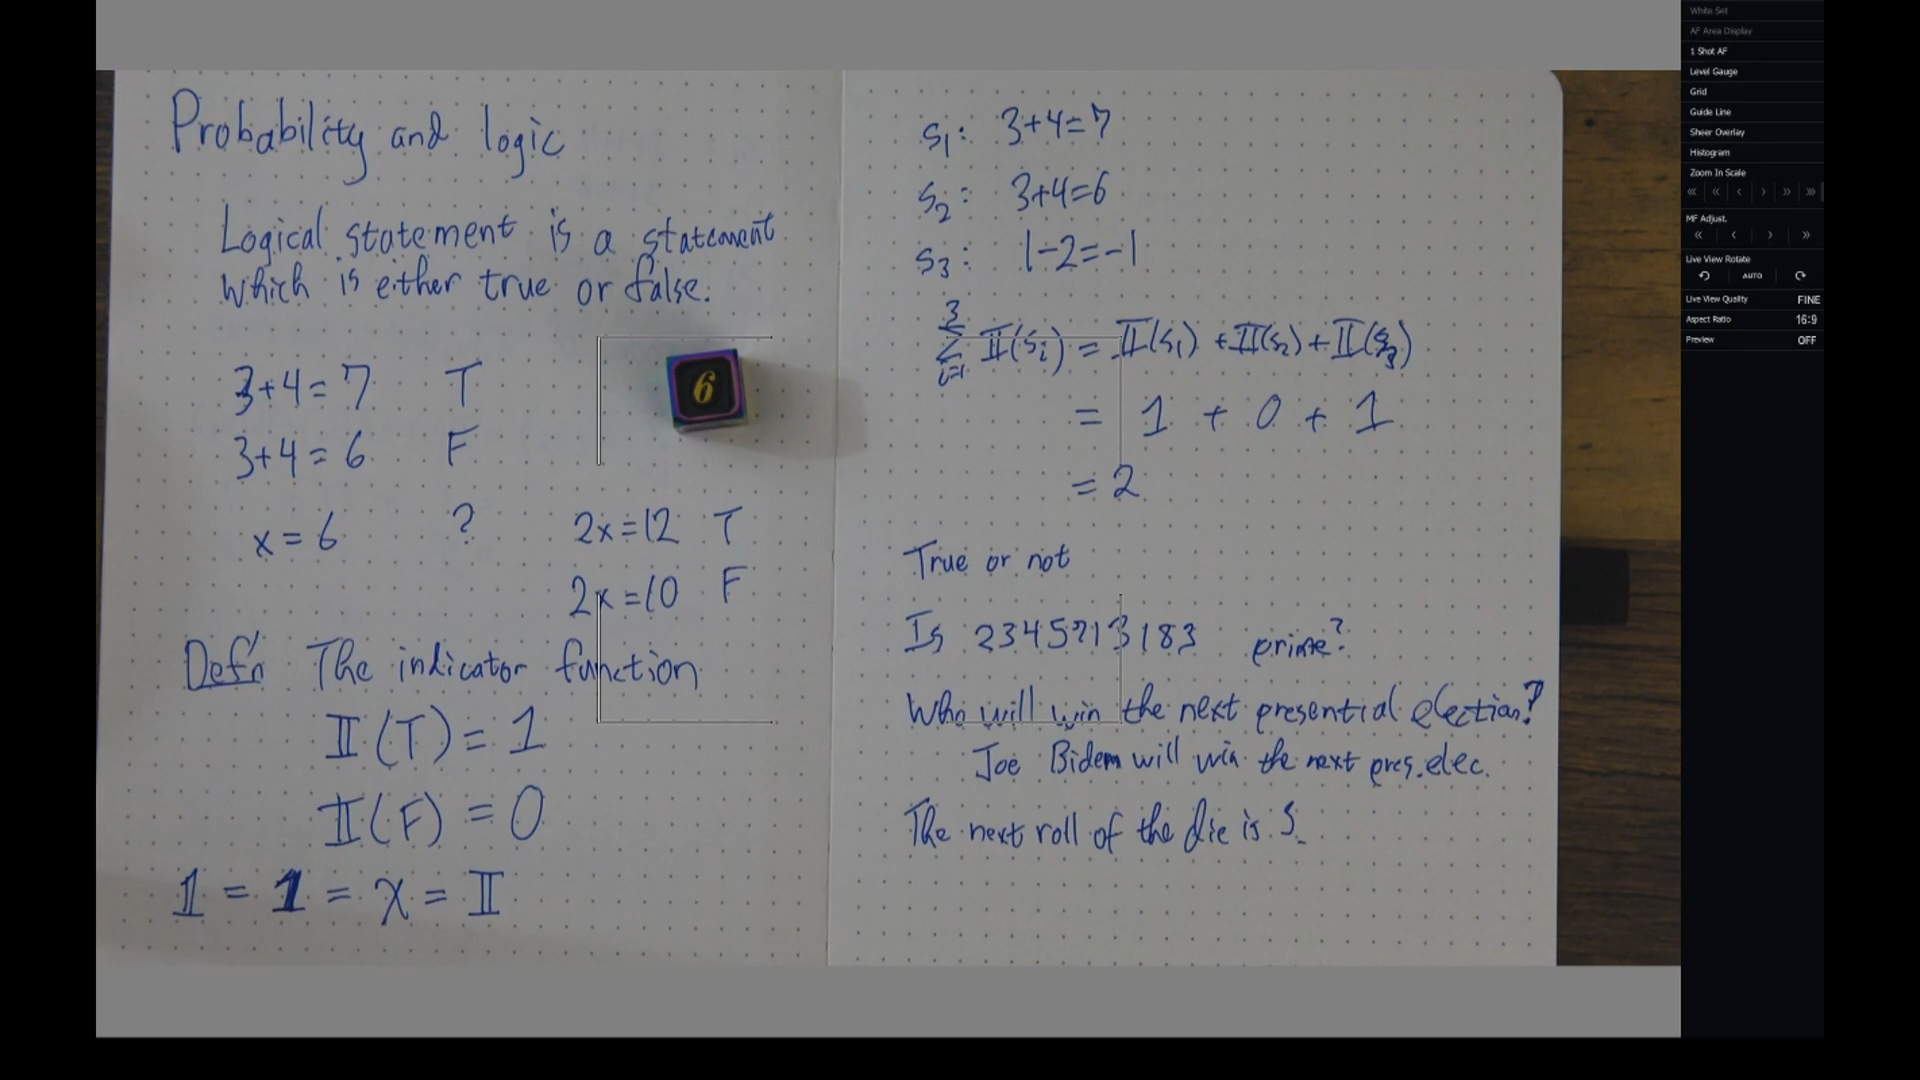 Probability and logic
Logical statement is a statement
which is either true or false.
3+4=7 T
3+4=6 F
x=6 ? 2x=12 T
2x=10 F
Def'n The indicator function
𝕀(T)=1
𝕀(F)=0
1 = 𝟏 = χ = 𝕀
6
S₁: 3+4=7
S₂: 3+4=6
S₃: 1-2=-1
3
∑ 𝕀(Sᵢ) = 𝕀(S₁) + 𝕀(S₂) + 𝕀(S₃)
i=1
= 1 + 0 + 1
= 2
True or not
Is prime?
Who will win the next presential election?
Joe Biden will win the next pres. elec.
The next roll of the die is 5
White Set
AF Area Display
1 Shot AF
Level Gauge
Grid
Guide Line
Sheer Overlay
Histogram
Zoom In Scale
MF Adjust.
Live View Rotate
AUTO
Live View Quality FINE
Aspect Ratio 16:9
Preview OFF